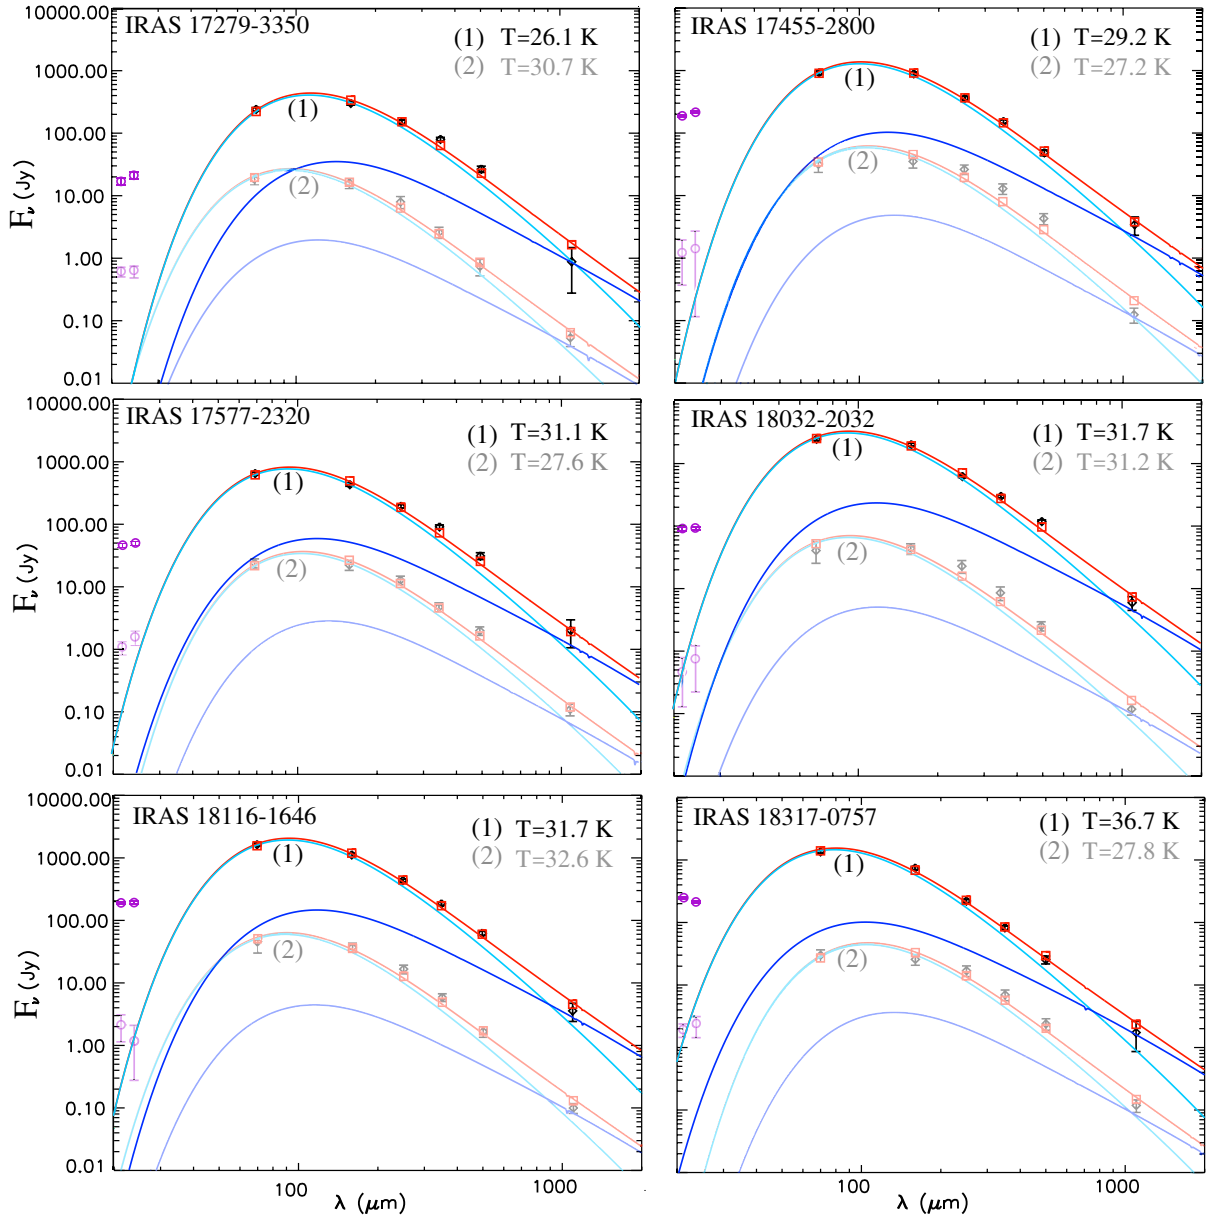 IRAS 17279-3350
(1) T=26.1 K
(2) T=30.7 K
(1)
(2)
10000.00
1000.00
100.00
10.00
1.00
0.10
0.01
Fν (Jy)
100
1000
IRAS 17455-2800
(1) T=29.2 K
(2) T=27.2 K
(1)
(2)
IRAS 17577-2320
(1) T=31.1 K
(2) T=27.6 K
(1)
(2)
10000.00
1000.00
100.00
10.00
1.00
0.10
0.01
Fν (Jy)
IRAS 18032-2032
(1) T=31.7 K
(2) T=31.2 K
(1)
(2)
IRAS 18116-1646
(1) T=31.7 K
(2) T=32.6 K
(1)
(2)
10000.00
1000.00
100.00
10.00
1.00
0.10
0.01
Fν (Jy)
100
1000
λ (μm)
IRAS 18317-0757
(1) T=36.7 K
(2) T=27.8 K
(1)
(2)
100
1000
λ (μm)